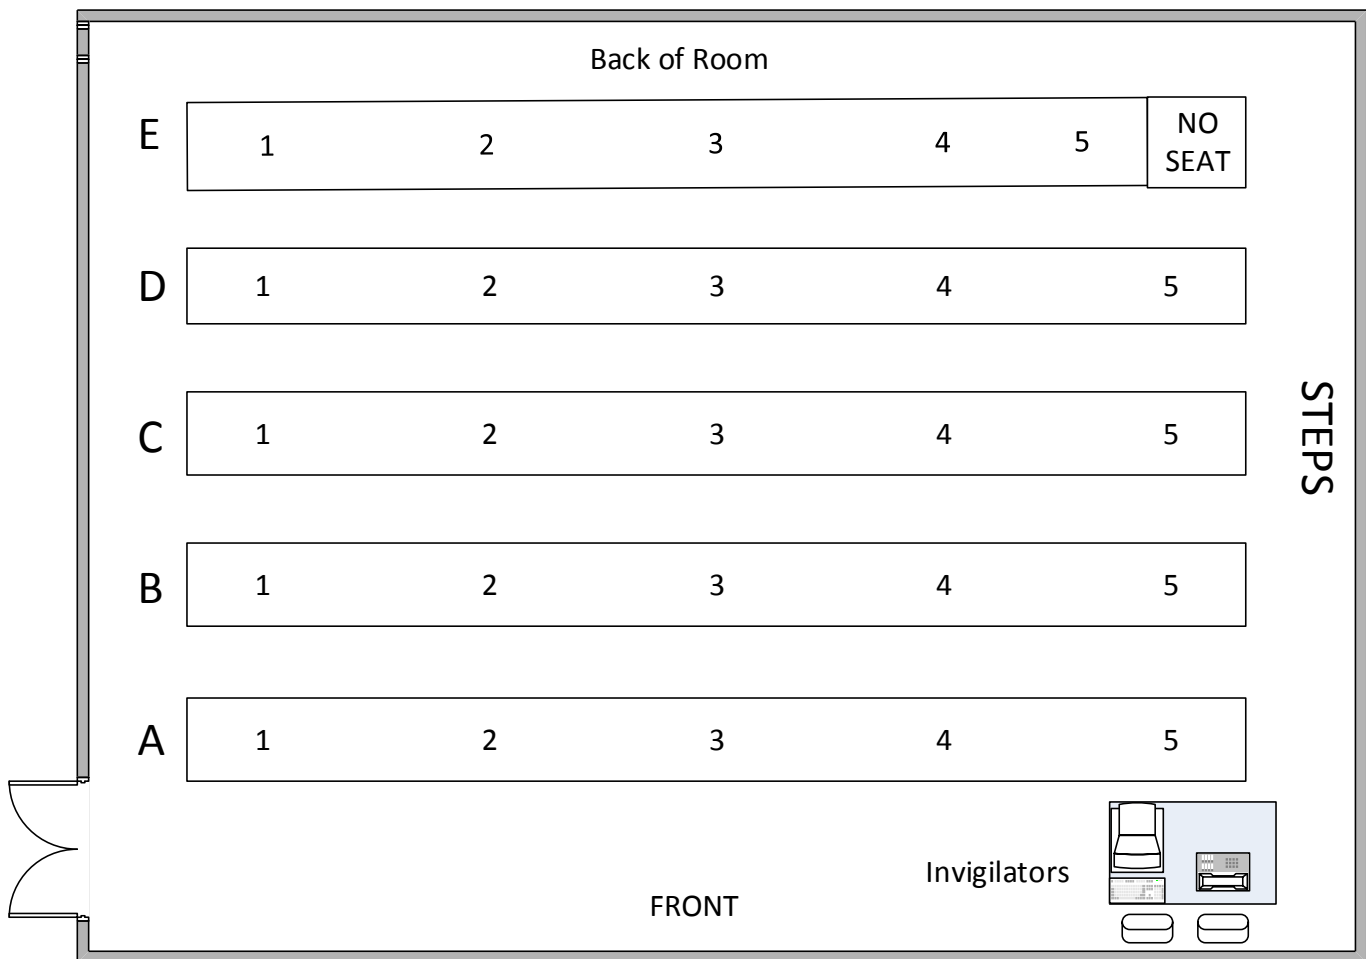 Back of Room
E 1 2 3 4 5 NO
SEAT
D 1 2 3 4 5
C 1 2 3 4 5
STEPS
B 1 2 3 4 5
A 1 2 3 4 5
Invigilators
FRONT